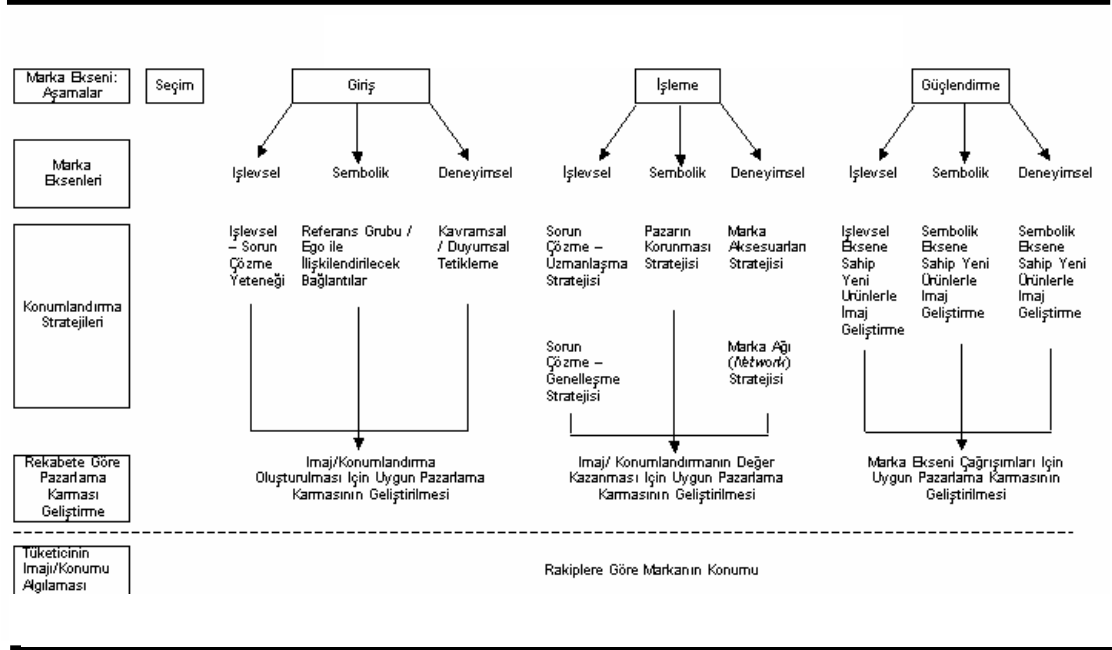 Marka Ekseni:
Aşamalar
Seçim
Giriş
İşleme
Güçlendirme
Marka
Eksenleri
İşlevsel
Sembolik
Deneyimsel
İşlevsel
Sembolik
Deneyimsel
İşlevsel
Sembolik
Deneyimsel
Konumlandırma
Stratejileri
İşlevsel
– Sorun
Çözme
Yeteneği
Referans Grubu /
Ego ile
İlişkilendirilecek
Bağlantılar
Kavramsal
/ Duyumsal
Tetikleme
Sorun
Çözme –
Uzmanlaşma
Stratejisi
Pazarın
Korunması
Stratejisi
Marka
Aksesuarları
Stratejisi
Sorun
Çözme –
Genelleşme
Stratejisi
Marka Ağı
(Network)
Stratejisi
İşlevsel
Eksene
Sahip
Yeni
Ürünlerle
İmaj
Geliştirme
Sembolik
Eksene
Sahip Yeni
Ürünlerle
İmaj
Geliştirme
Sembolik
Eksene
Sahip Yeni
Ürünlerle
İmaj
Geliştirme
Rekabete Göre
Pazarlama
Karması
Geliştirme
İmaj/Konumlandırma
Oluşturulması İçin Uygun Pazarlama
Karmasının Geliştirilmesi
İmaj/ Konumlandırmanın Değer
Kazanması İçin Uygun Pazarlama
Karmasının Geliştirilmesi
Marka Ekseni Çağrışımları İçin
Uygun Pazarlama Karmasının
Geliştirilmesi
Tüketicinin
İmajı/Konumu
Algılaması
Rakiplere Göre Markanın Konumu